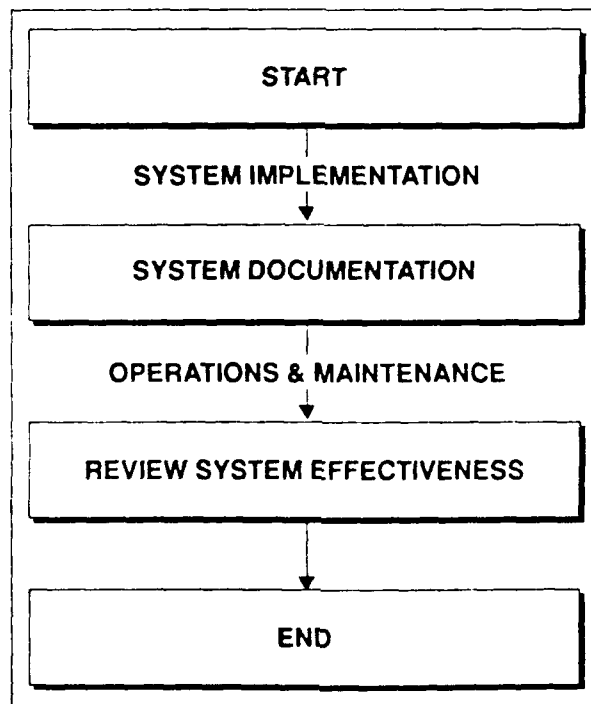 START
SYSTEM IMPLEMENTATION
SYSTEM DOCUMENTATION
OPERATIONS & MAINTENANCE
REVIEW SYSTEM EFFECTIVENESS
END